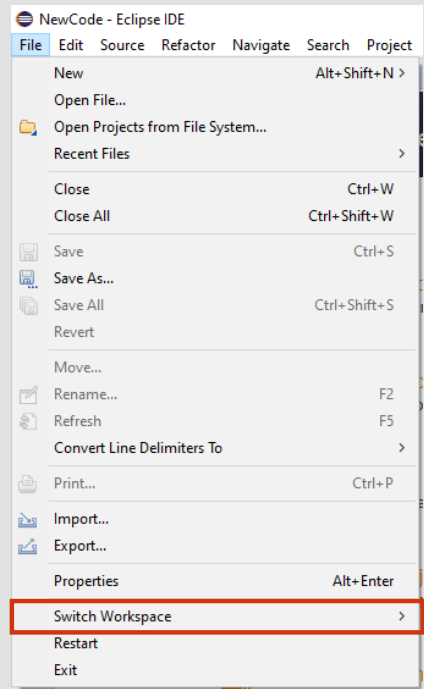 NewCode - Eclipse IDE
File Edit Source Refactor Navigate Search Project
New Alt+Shift+N >
Open File...
Open Projects from File System...
Recent Files >
Close Ctrl+W
Close All Ctrl+Shift+W
Save Ctrl+S
Save As...
Save All Ctrl+Shift+S
Revert
Move...
Rename... F2
Refresh F5
Convert Line Delimiters To >
Print... Ctrl+P
Import...
Export...
Properties Alt+Enter
Switch Workspace >
Restart
Exit